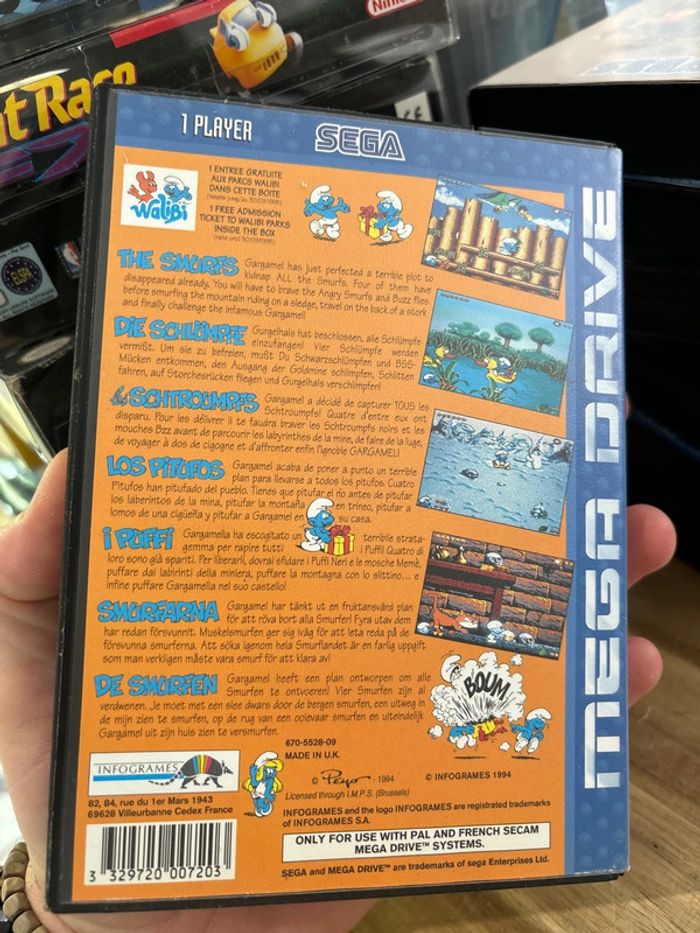 t Race
1 PLAYER
SEGA
Walibi
1 ENTREE GRATUITE
AUX PARCS WALIBI
DANS CETTE BOITE
1 FREE ADMISSION
TICKET TO WALIBI PARKS
INSIDE THE BOX
THE SMURFS Gargamel has just perfected a terrible plot to
kidnap ALL the Smurfs. Four of them have
disappeared already. You will have to brave the Angry Smurfs and Buzz flies
before smurfing the mountain riding on a sledge, travel on the back of a stork
and finally challenge the infamous Gargamel!
DIE SCHLÜMPFE Gurgelhals hat beschlossen, alle Schlümpfe
einzufangen! Vier Schlümpfe werden
vermißt. Um sie zu befreien, mußt Du Schwarzschlümpfen und BSS-
Mücken entkommen, den Ausgang der Goldmine schlimpfen, Schlitten
fahren, auf Storchesrücken fliegen und Gurgelhals verschlimpfen!
les SCHTROUMPFS Gargamel a décidé de capturer TOUS les
Schtroumpfs! Quatre d'entre eux ont
disparu. Pour les délivrer il te faudra braver les Schtroumpfs noirs et les
mouches Bzz avant de parcourir les labyrinthes de la mine, de faire de la luge,
de voyager à dos de cigogne et d'affronter enfin l'ignoble GARGAMEL!
LOS PITUFOS Gargamel acaba de poner a punto un terrible
plan para llevarse a todos los pitufos. Cuatro
Pitufos han pitufado del pueblo. Tienes que pitufar el río antes de pitufar
los laberintos de la mina, pitufar la montaña en trineo, pitufar a
lomos de una cigüeña y pitufar a Gargamel en su casa.
i PUFFI Gargamella ha escogitato un terribile strata-
gemma per rapire tutti i Puffi! Quatro di
loro sono già spariti. Per liberarli, dovrai sfidare i Puffi Neri e le mosche Memè,
puffare dai labirinti della miniera, puffare la montagna con lo slittino... e
infine puffare Gargamella nel suo castello!
SMURFARNA Gargamel har tänkt ut en fruktansvärd plan
för att röva bort alla Smurfer! Fyra utav dem
har redan försvunnit. Muskelsmurfen ger sig iväg för att leta reda på de
försvunna smurferna. Att söka igenom hela Smurflandet är en farlig uppgift
som man verkligen måste vara smurf för att klara av!
DE SMURFEN Gargamel heeft een plan ontworpen om alle
Smurfen te ontvoeren! Vier Smurfen zijn al
verdwenen. Je moet met een slee dwars door de bergen smurfen, een uitweg in
de mijn zien te smurfen, op de rug van een ooievaar smurfen en uiteindelijk
Gargamel uit zijn huis zien te versmurfen.
BOUM
670-5528-09
MADE IN U.K.
INFOGRAMES
82, 84, rue du 1er Mars 1943
69628 Villeurbanne Cedex France
© Peyo - 1994
Licensed through I.M.P.S. (Brussels)
© INFOGRAMES 1994
INFOGRAMES and the logo INFOGRAMES are registrated trademarks
of INFOGRAMES S.A.
ONLY FOR USE WITH PAL AND FRENCH SECAM
MEGA DRIVE™ SYSTEMS.
SEGA and MEGA DRIVE™ are trademarks of sega Enterprises Ltd.
3 329720 007203
MEGA DRIVE